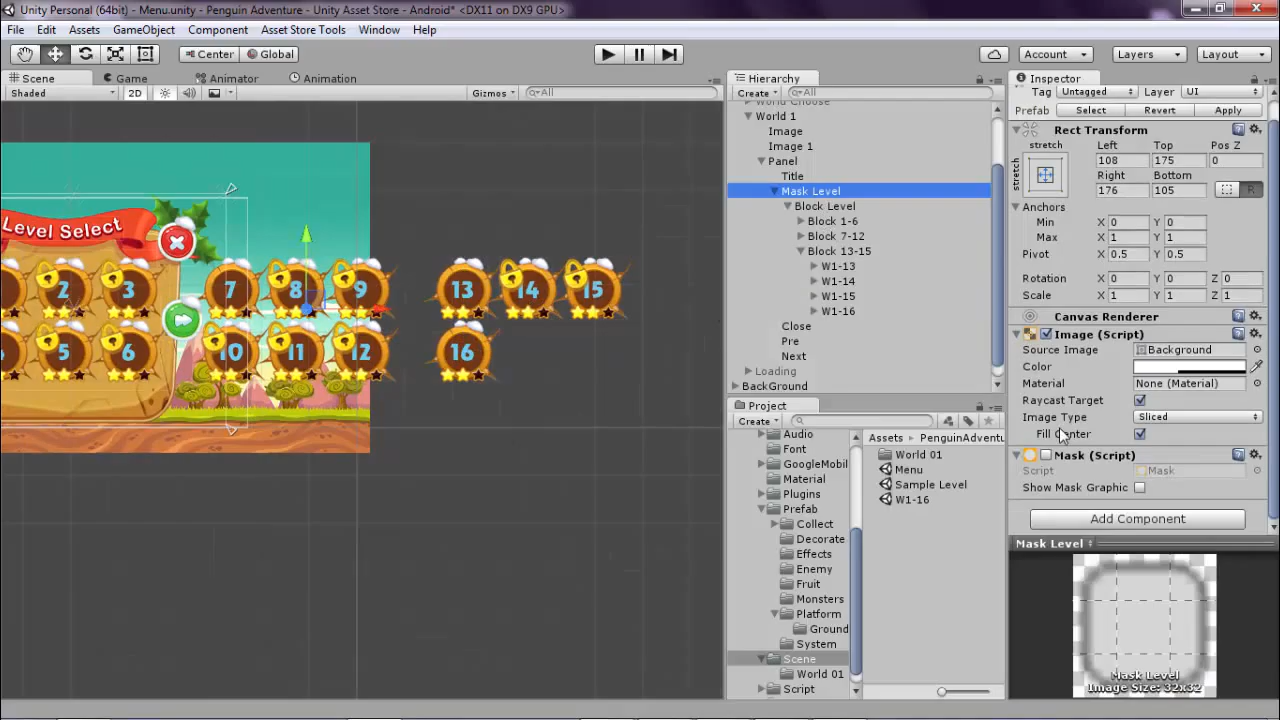 Unity Personal (64bit) - Menu.unity - Penguin Adventure - Unity Asset Store - Android* <DX11 on DX9 GPU>
File Edit Assets GameObject Component Asset Store Tools Window Help
Center Global Account Layers Layout
Scene Game Animator Animation
Shaded 2D Gizmos All
Level Select
2 3 7 8 9 13 14 15
5 6 10 11 12 16
Hierarchy
Create All
World Choose
World 1
Image
Image 1
Panel
Title
Mask Level
Block Level
Block 1-6
Block 7-12
Block 13-15
W1-13
W1-14
W1-15
W1-16
Close
Pre
Next
Loading
BackGround
Project
Create
Audio
Font
GoogleMobil
Material
Plugins
Prefab
Collect
Decorate
Effects
Enemy
Fruit
Monsters
Platform
Ground
System
Scene
World 01
Script
Assets PenguinAdventu
World 01
Menu
Sample Level
W1-16
Inspector
Tag Untagged Layer UI
Prefab Select Revert Apply
Rect Transform
stretch Left Top Pos Z
stretch
108 175 0
Right Bottom
176 105 R
Anchors
Min X 0 Y 0
Max X 1 Y 1
Pivot X 0.5 Y 0.5
Rotation X 0 Y 0 Z 0
Scale X 1 Y 1 Z 1
Canvas Renderer
Image (Script)
Source Image Background
Color
Material None (Material)
Raycast Target
Image Type Sliced
Fill Center
Mask (Script)
Script Mask
Show Mask Graphic
Add Component
Mask Level
Mask Level
Image Size: 32x32